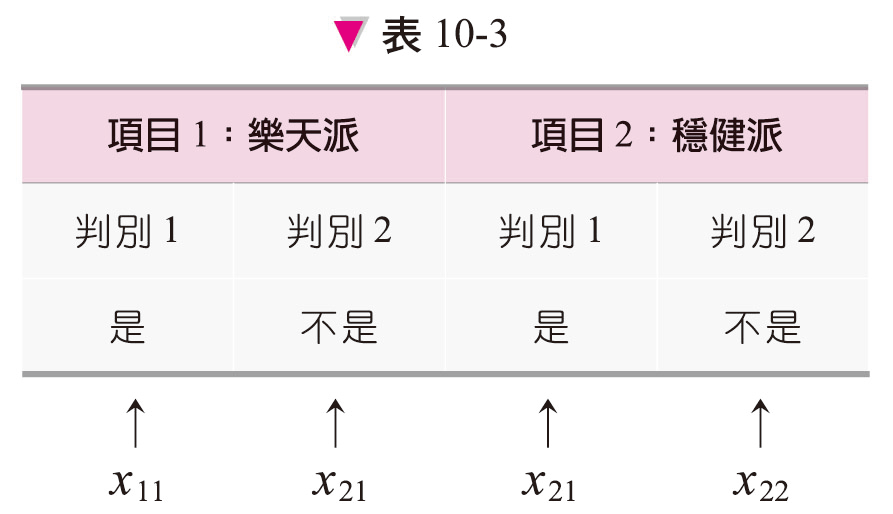 ▼ 表 10-3
項目 1：樂天派 項目 2：穩健派
判別 1 判別 2 判別 1 判別 2
是 不是 是 不是
↑ ↑ ↑ ↑
x₁₁ x₂₁ x₂₁ x₂₂